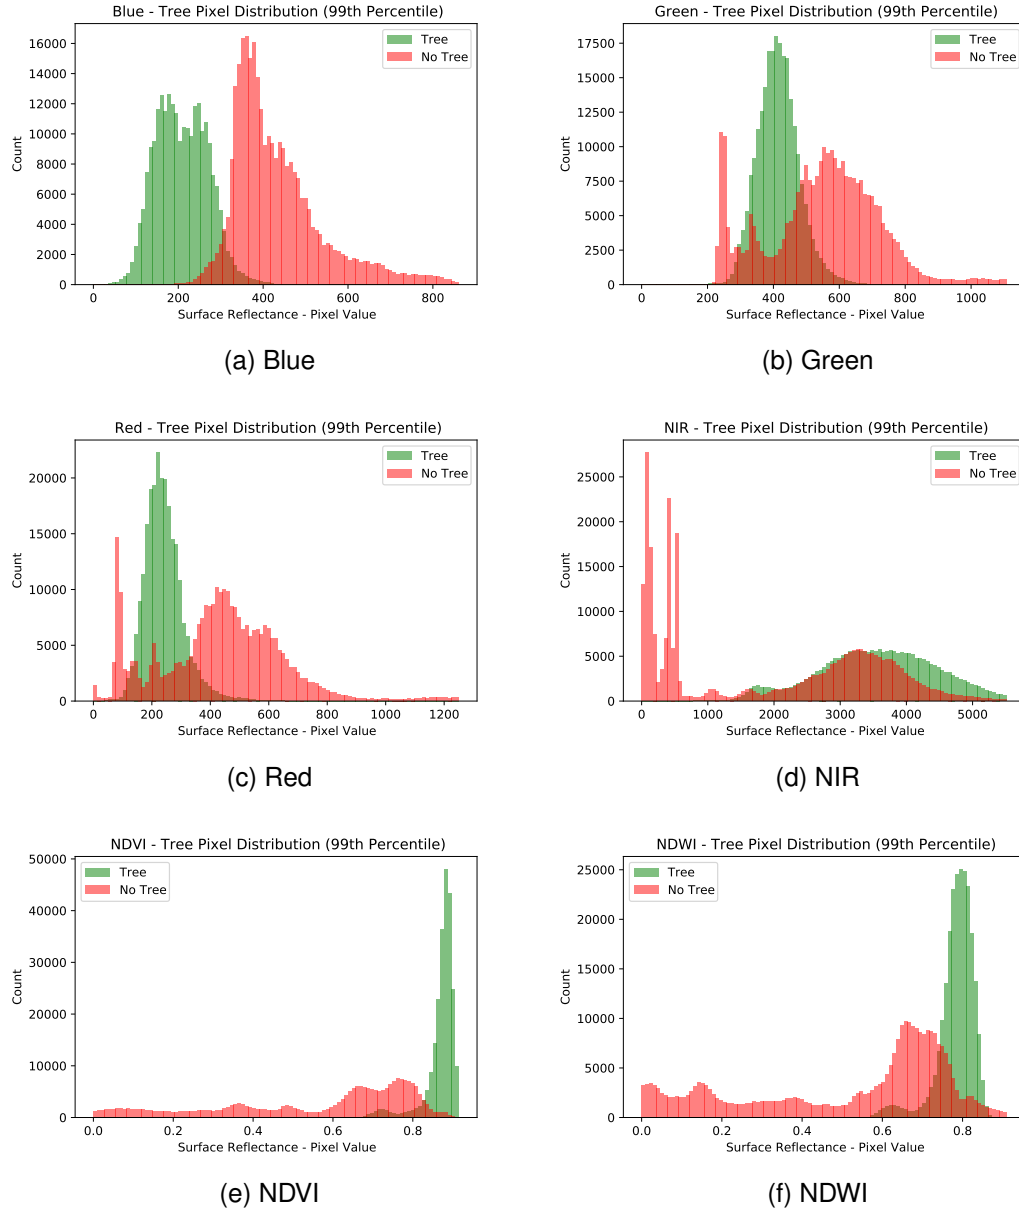 Blue - Tree Pixel Distribution (99th Percentile)
Tree
No Tree
16000
14000
12000
10000
8000
6000
4000
2000
0
Count
0 200 400 600 800
Surface Reflectance - Pixel Value
(a) Blue
Green - Tree Pixel Distribution (99th Percentile)
Tree
No Tree
17500
15000
12500
10000
7500
5000
2500
0
Count
0 200 400 600 800 1000
Surface Reflectance - Pixel Value
(b) Green
Red - Tree Pixel Distribution (99th Percentile)
Tree
No Tree
20000
15000
10000
5000
0
Count
0 200 400 600 800 1000 1200
Surface Reflectance - Pixel Value
(c) Red
NIR - Tree Pixel Distribution (99th Percentile)
Tree
No Tree
25000
20000
15000
10000
5000
0
Count
0 1000 2000 3000 4000 5000
Surface Reflectance - Pixel Value
(d) NIR
NDVI - Tree Pixel Distribution (99th Percentile)
Tree
No Tree
50000
40000
30000
20000
10000
0
Count
0.0 0.2 0.4 0.6 0.8
Surface Reflectance - Pixel Value
(e) NDVI
NDWI - Tree Pixel Distribution (99th Percentile)
Tree
No Tree
25000
20000
15000
10000
5000
0
Count
0.0 0.2 0.4 0.6 0.8
Surface Reflectance - Pixel Value
(f) NDWI